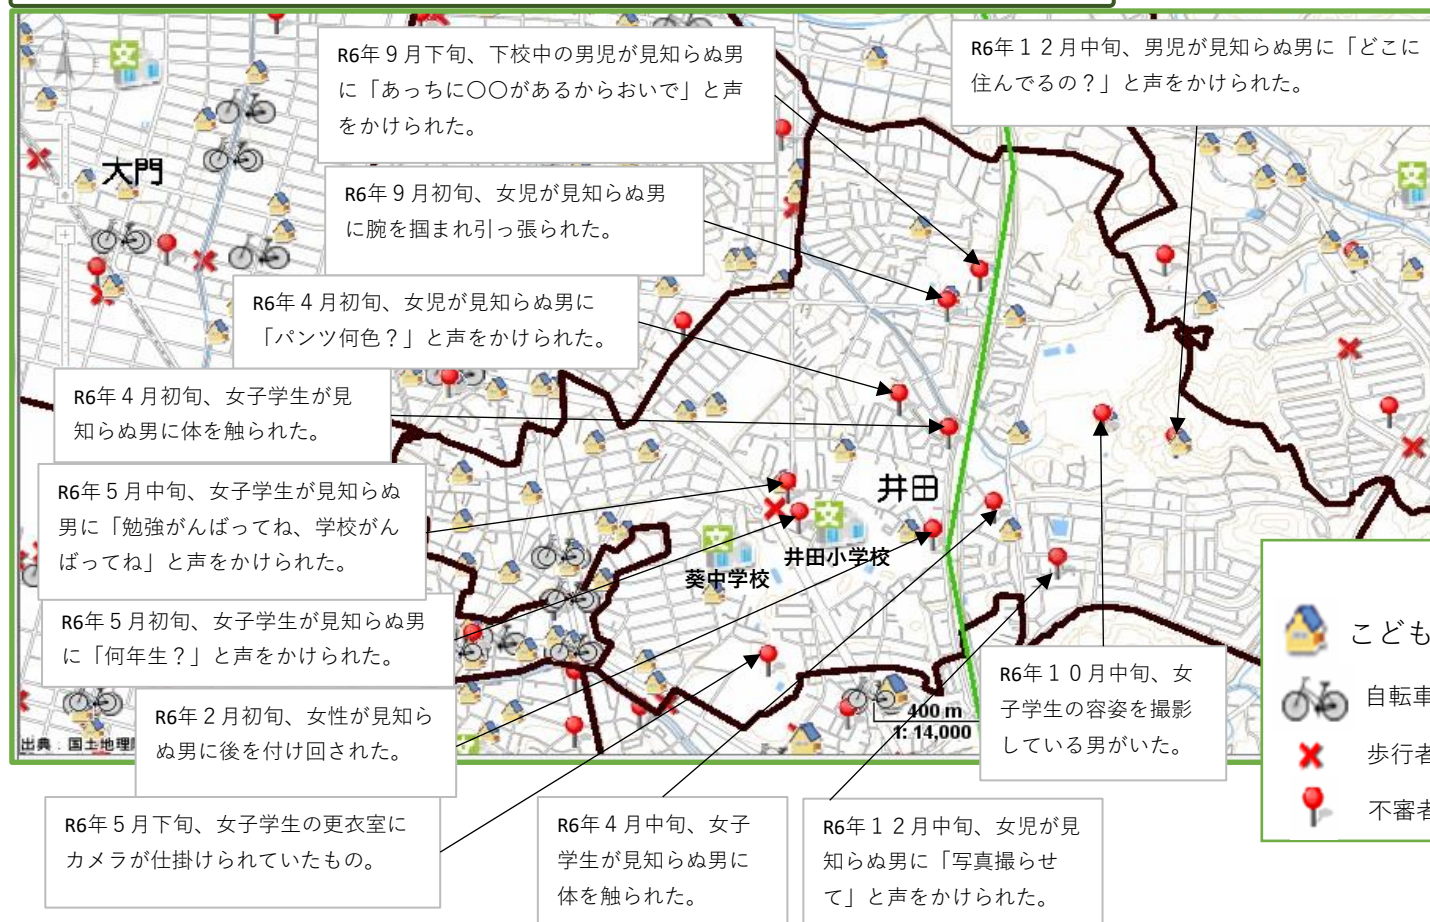 R6年９月下旬、下校中の男児が見知らぬ男
に「あっちに〇〇があるからおいで」と声
をかけられた。
R6年１２月中旬、男児が見知らぬ男に「どこに
住んでるの？」と声をかけられた。
大門
R6年９月初旬、女児が見知らぬ男
に腕を掴まれ引っ張られた。
R6年４月初旬、女児が見知らぬ男に
「パンツ何色？」と声をかけられた。
R6年４月初旬、女子学生が見
知らぬ男に体を触られた。
R6年５月中旬、女子学生が見知らぬ
男に「勉強がんばってね、学校がん
ばってね」と声をかけられた。
井田
文
文
文
文
井田小学校
葵中学校
R6年５月初旬、女子学生が見知らぬ男
に「何年生？」と声をかけられた。
R6年２月初旬、女性が見知ら
ぬ男に後を付け回された。
R6年１０月中旬、女
子学生の容姿を撮影
している男がいた。
400 m
1: 14,000
出典：国土地理
こども
自転車
歩行者
不審者
R6年５月下旬、女子学生の更衣室に
カメラが仕掛けられていたもの。
R6年４月中旬、女子
学生が見知らぬ男に
体を触られた。
R6年１２月中旬、女児が見
知らぬ男に「写真撮らせ
て」と声をかけられた。